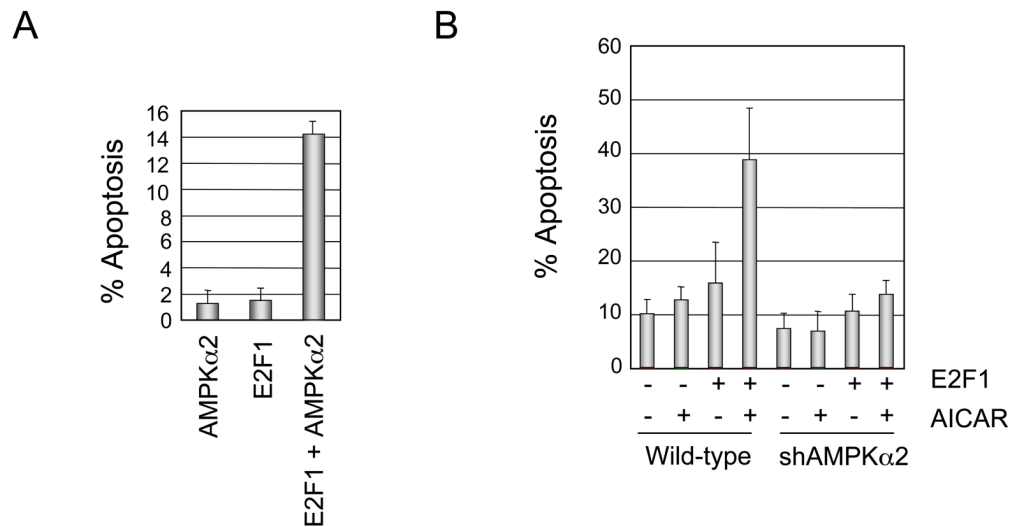 A
% Apoptosis
16
14
12
10
8
6
4
2
0
AMPKα2
E2F1
E2F1 + AMPKα2
B
% Apoptosis
60
50
40
30
20
10
0
- - + + - - + + E2F1
- + - + - + - + AICAR
Wild-type shAMPKα2